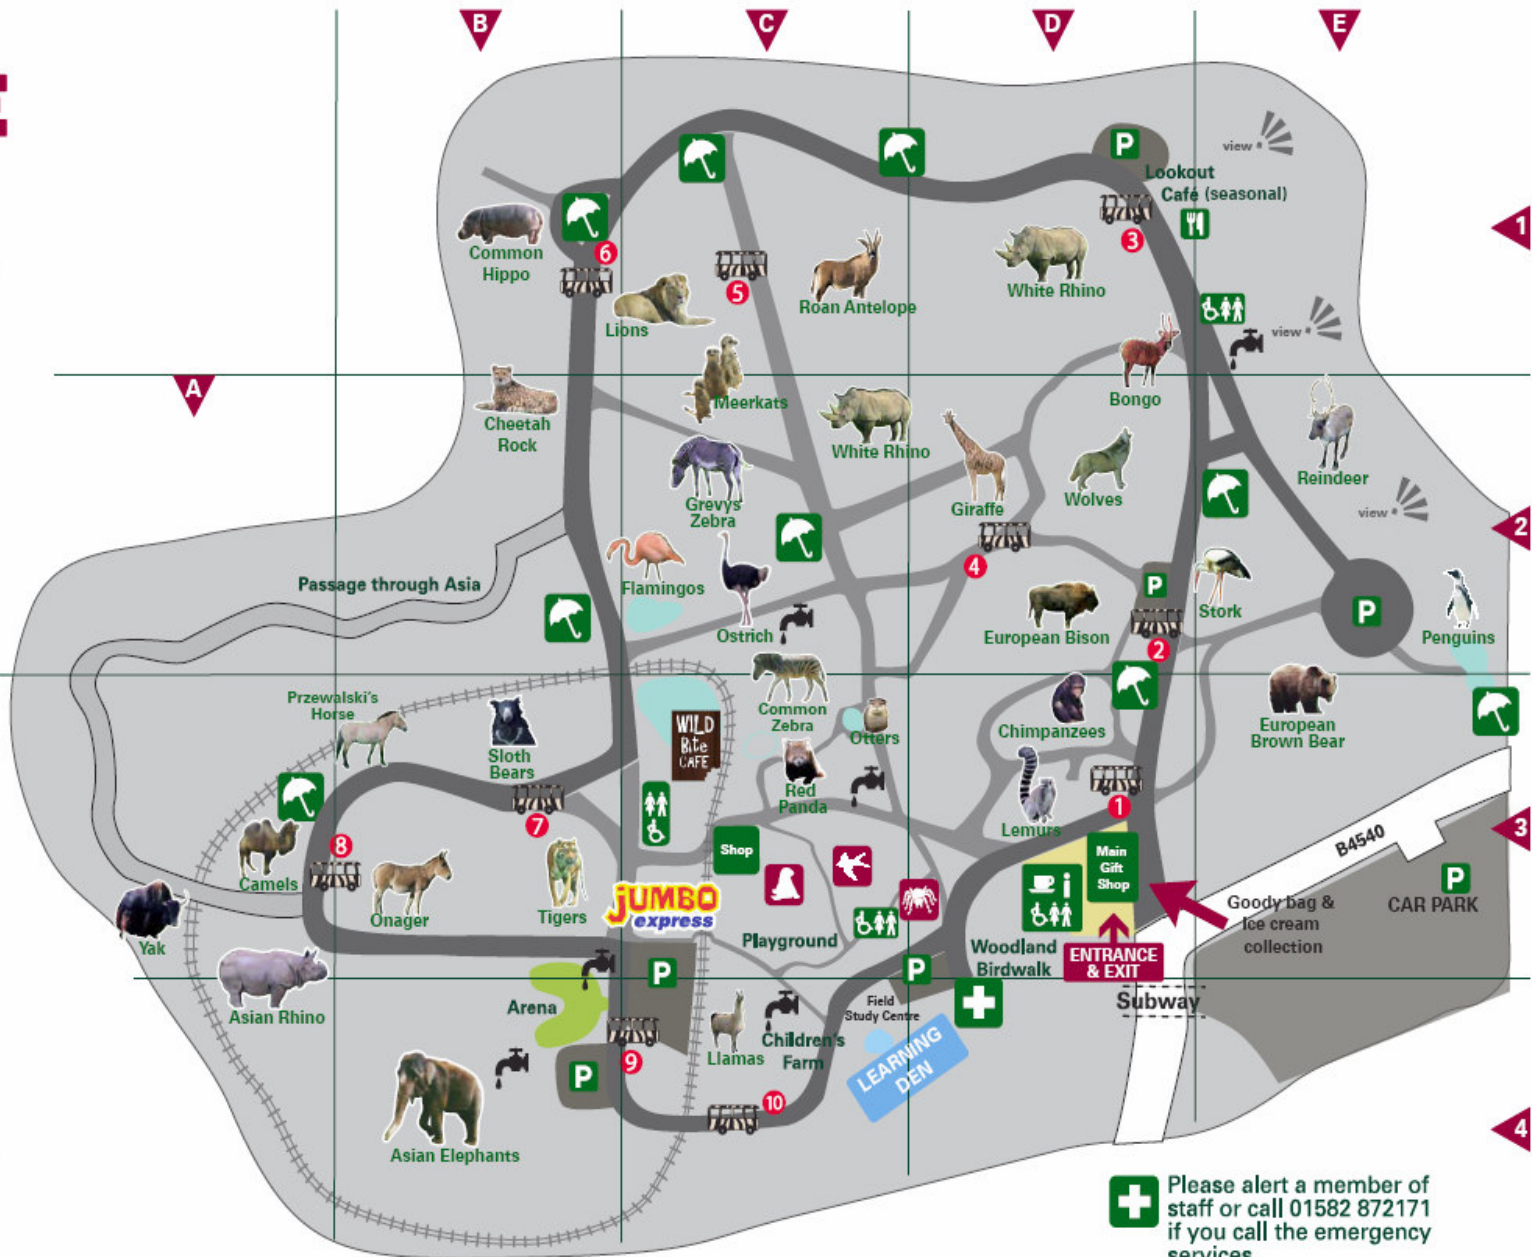 B
C
D
E
view
P
Lookout
Café (seasonal)
1
Common
Hippo
6
3
5
White Rhino
Roan Antelope
Lions
view
A
Meerkats
Bongo
Cheetah
Rock
White Rhino
Reindeer
Grevys
Zebra
Giraffe
Wolves
view
2
4
Passage through Asia
Flamingos
P
Stork
P
Ostrich
European Bison
Penguins
2
Przewalski's
Horse
Common
Zebra
WILD
Bite
CAFE
Otters
Chimpanzees
European
Brown Bear
Sloth
Bears
Red
Panda
7
1
Lemurs
3
8
Shop
Main
Gift
Shop
B4540
P
CAR PARK
Camels
Onager
Tigers
JUMBO
express
Goody bag &
Ice cream
collection
Yak
Playground
Woodland
Birdwalk
ENTRANCE
& EXIT
P
P
Asian Rhino
Arena
Field
Study Centre
Subway
Llamas
Children's
Farm
9
P
LEARNING
DEN
10
4
Asian Elephants
Please alert a member of
staff or call 01582 872171
if you call the emergency
services